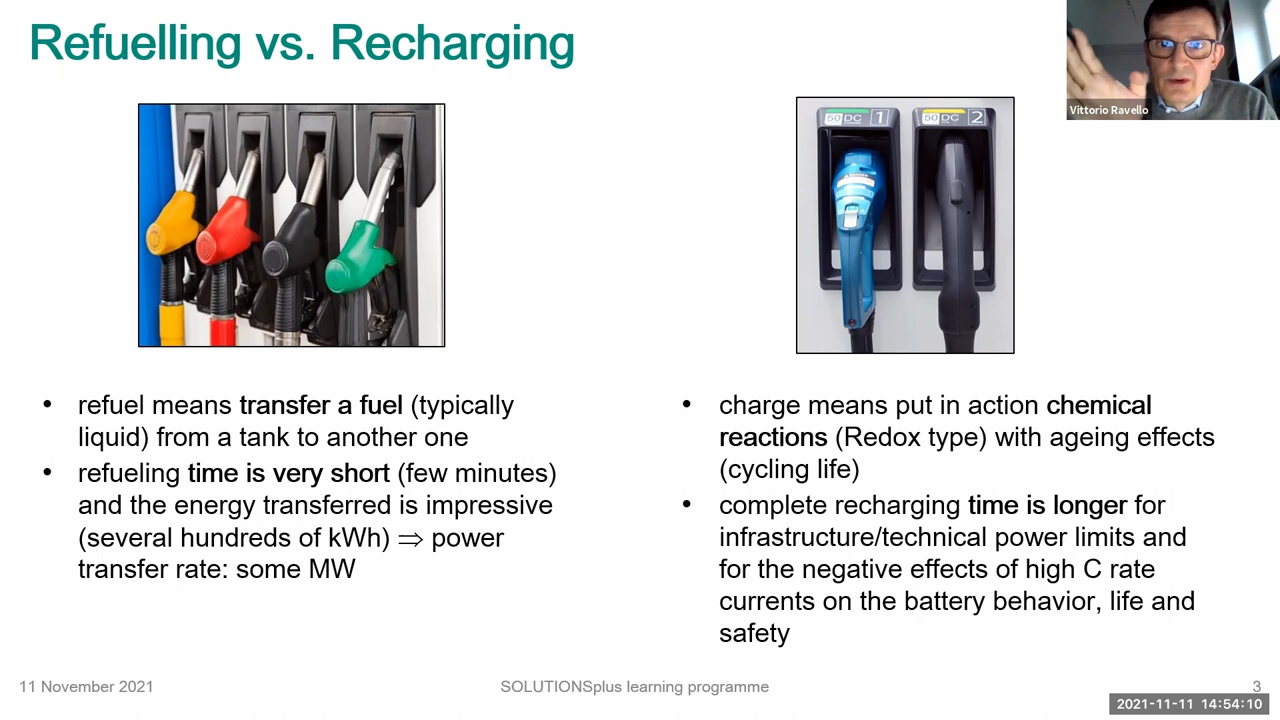 Refuelling vs. Recharging
Vittorio Ravello
50 DC 1
50 DC 2
• refuel means transfer a fuel (typically
liquid) from a tank to another one
• refueling time is very short (few minutes)
and the energy transferred is impressive
(several hundreds of kWh) ⇒ power
transfer rate: some MW
• charge means put in action chemical
reactions (Redox type) with ageing effects
(cycling life)
• complete recharging time is longer for
infrastructure/technical power limits and
for the negative effects of high C rate
currents on the battery behavior, life and
safety
11 November 2021
SOLUTIONSplus learning programme
3
2021-11-11 14:54:10